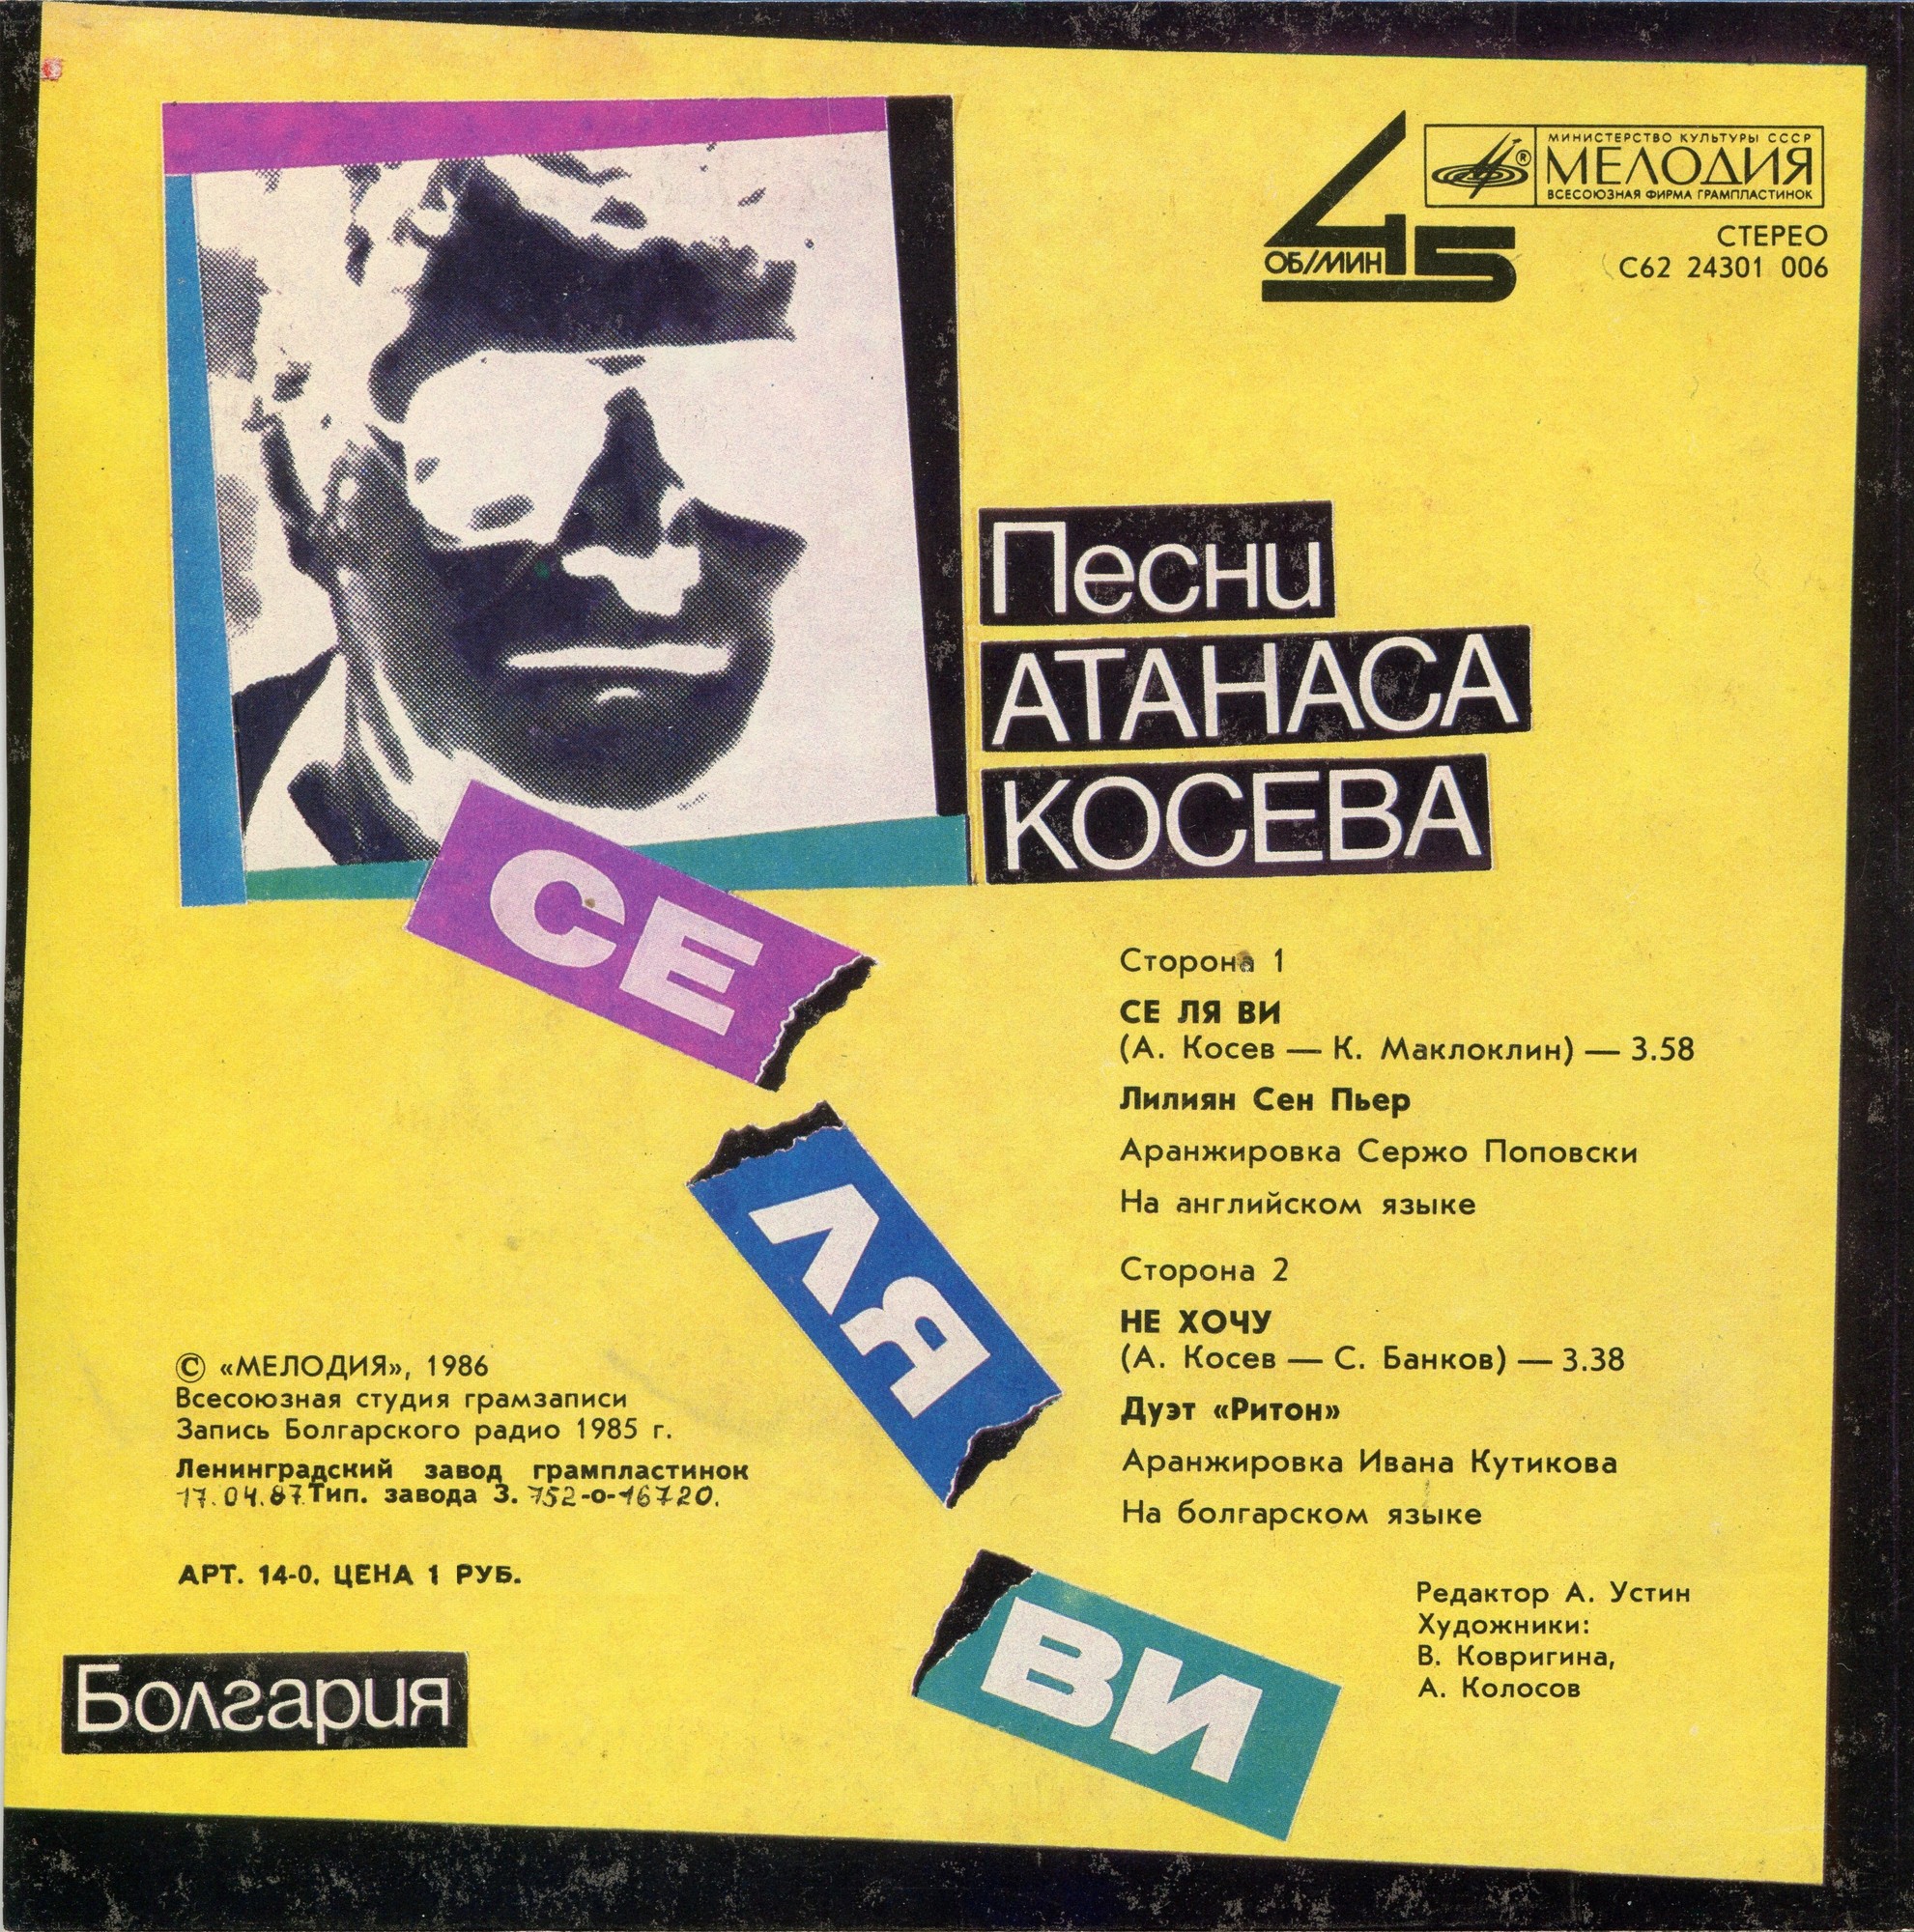 МИНИСТЕРСТВО КУЛЬТУРЫ СССР
МЕЛОДИЯ
ВСЕСОЮЗНАЯ ФИРМА ГРАМПЛАСТИНОК
®
45
ОБ/МИН
СТЕРЕО
С62 24301 006
Песни
АТАНАСА
КОСЕВА
СЕ
ЛЯ
ВИ
Сторона 1
СЕ ЛЯ ВИ
(А. Косев — К. Маклоклин) — 3.58
Лилиян Сен Пьер
Аранжировка Сержо Поповски
На английском языке
Сторона 2
НЕ ХОЧУ
(А. Косев — С. Банков) — 3.38
Дуэт «Ритон»
Аранжировка Ивана Кутикова
На болгарском языке
© «МЕЛОДИЯ», 1986
Всесоюзная студия грамзаписи
Запись Болгарского радио 1985 г.
Ленинградский завод грампластинок
17.04.87. Тип. завода З. 752-о-16720.
АРТ. 14-0. ЦЕНА 1 РУБ.
Редактор А. Устин
Художники:
В. Ковригина,
А. Колосов
Болгария